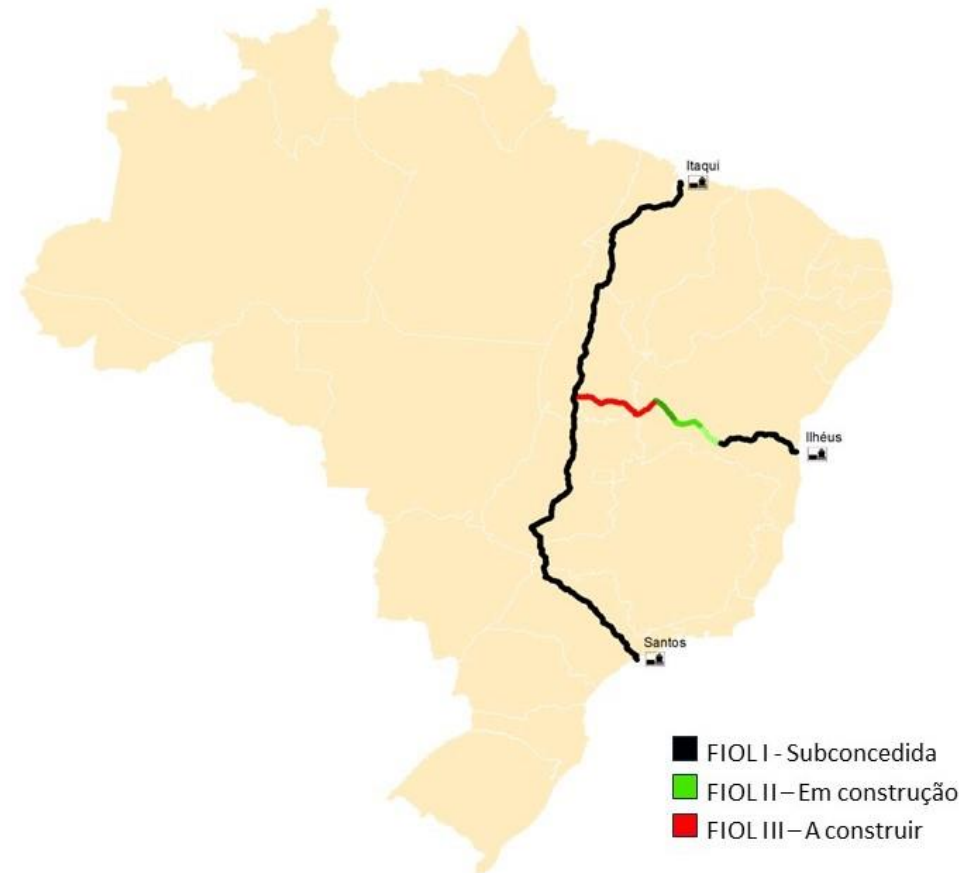 Itaqui
Ilhéus
Santos
FIOL I - Subconcedida
FIOL II – Em construção
FIOL III – A construir